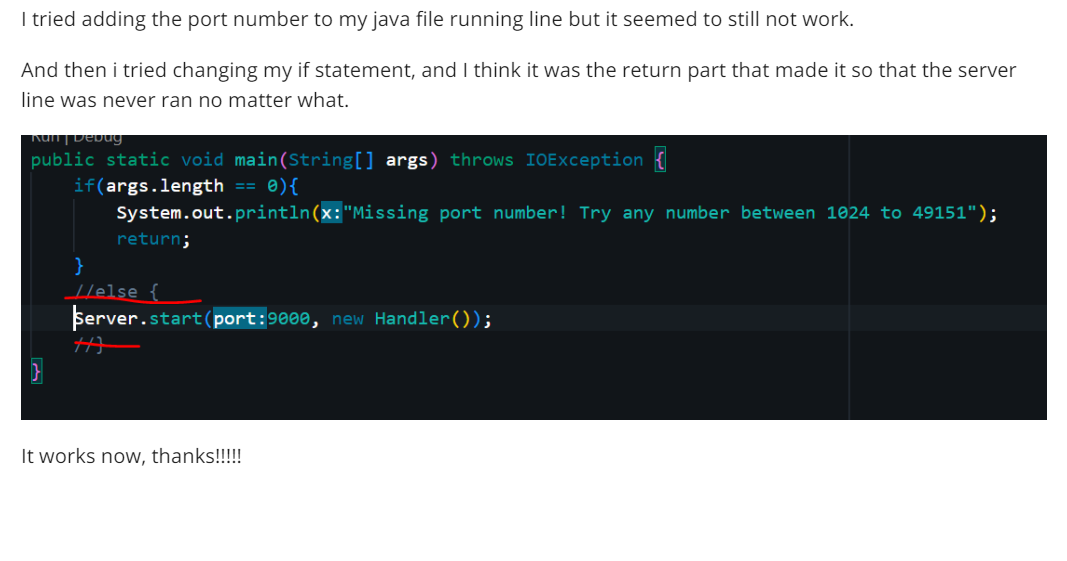 I tried adding the port number to my java file running line but it seemed to still not work.
And then i tried changing my if statement, and I think it was the return part that made it so that the server
line was never ran no matter what.
Run | Debug
public static void main(String[] args) throws IOException {
if(args.length == 0){
System.out.println(x:"Missing port number! Try any number between 1024 to 49151");
return;
}
//else {
Server.start(port:9000, new Handler());
//}
}
It works now, thanks!!!!!